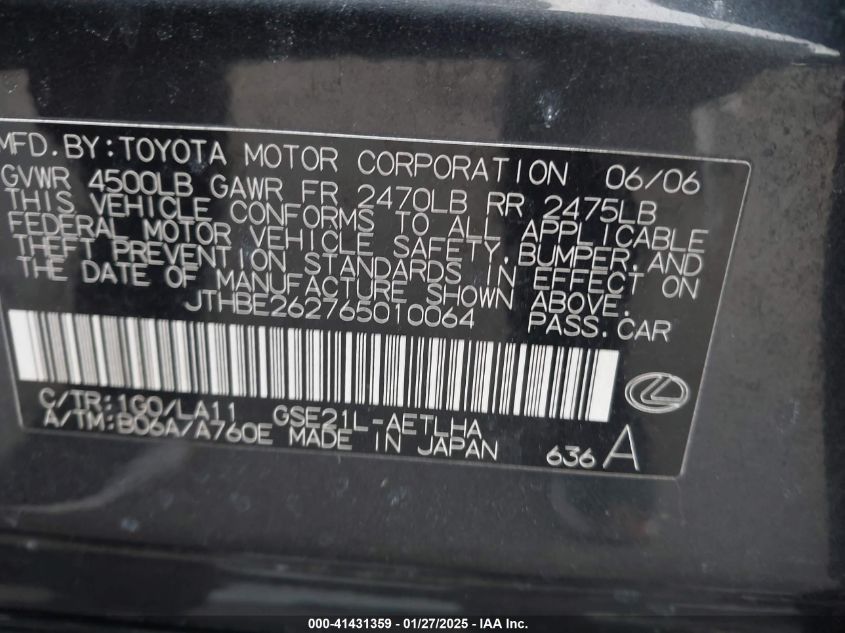 MFD. BY: TOYOTA MOTOR CORPORATION 06/06
GVWR 4500LB GAWR FR 2470LB RR 2475LB
THIS VEHICLE CONFORMS TO ALL APPLICABLE
FEDERAL MOTOR VEHICLE SAFETY, BUMPER, AND
THEFT PREVENTION STANDARDS IN EFFECT ON
THE DATE OF MANUFACTURE SHOWN ABOVE.
JTHBE262765010064 PASS. CAR
C/TR: 1G0/LA11 GSE21L-AETLHA
A/TM: B06A/A760E MADE IN JAPAN 636 A
000-41431359 | 01/27/2025 - IAA Inc.